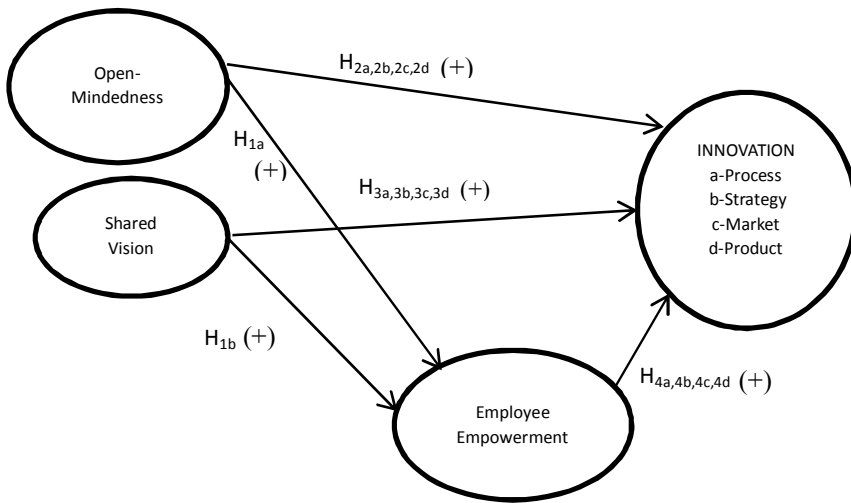 Open-
Mindedness
H2a,2b,2c,2d (+)
INNOVATION
a-Process
b-Strategy
c-Market
d-Product
H1a
(+)
H3a,3b,3c,3d (+)
Shared
Vision
H1b (+)
H4a,4b,4c,4d (+)
Employee
Empowerment